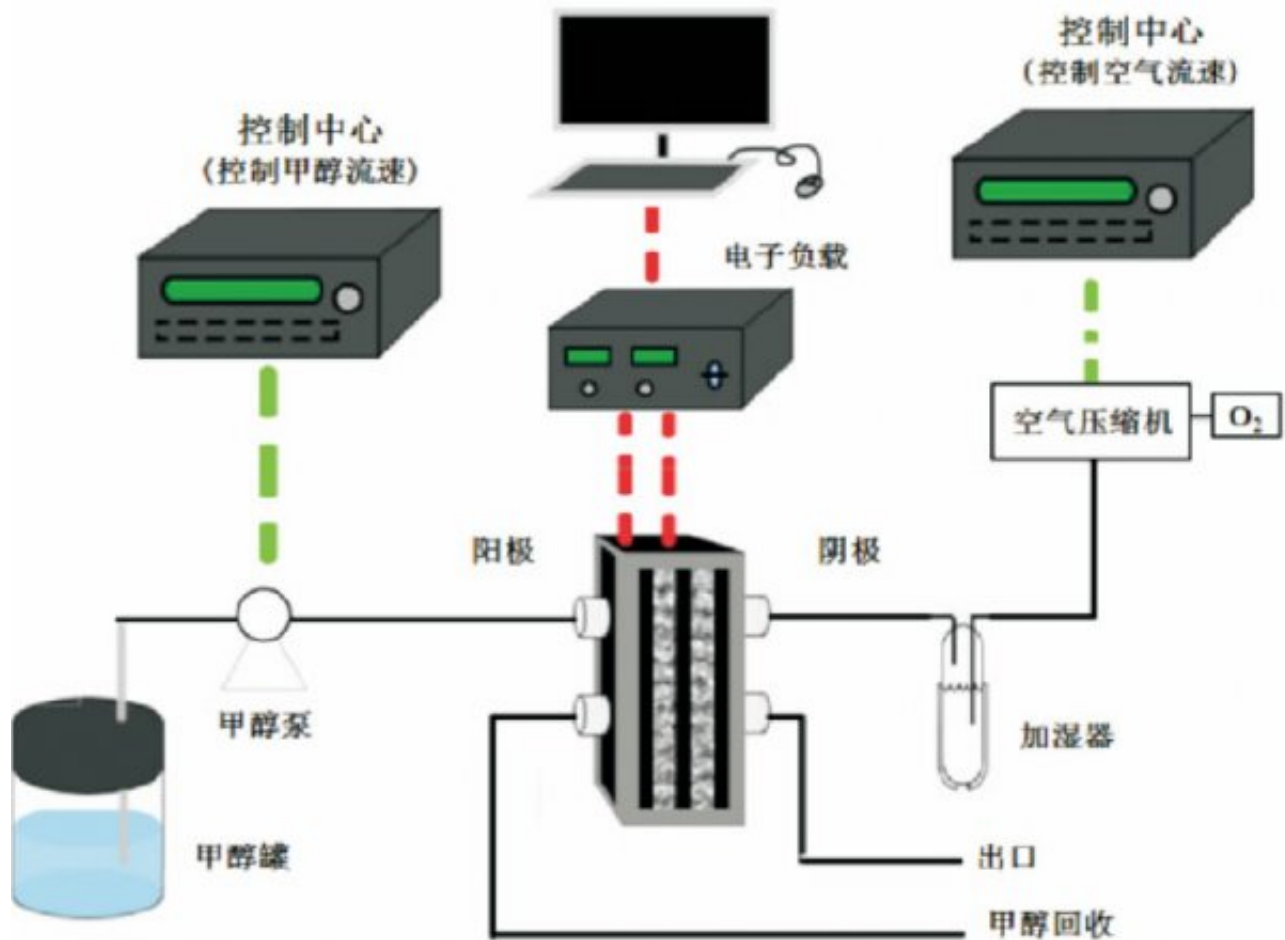 控制中心
(控制空气流速)
控制中心
(控制甲醇流速)
电子负载
空气压缩机
O₂
阳极
阴极
甲醇泵
加湿器
甲醇罐
出口
甲醇回收